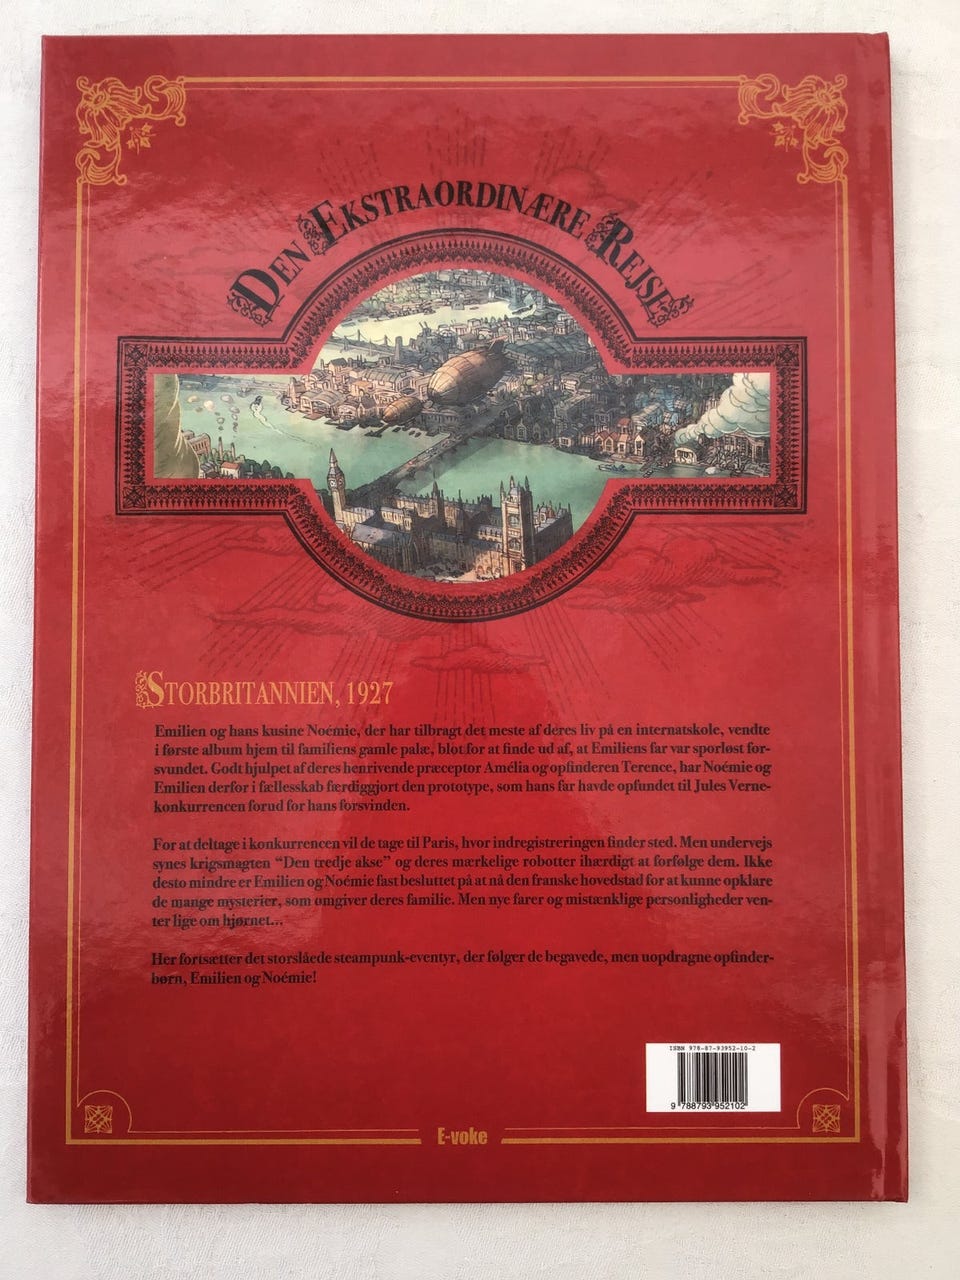 DEN EKSTRAORDINÆRE REJSE
STORBRITANNIEN, 1927
Emilien og hans kusine Noémie, der har tilbragt det meste af deres liv på en internatskole, vendte
i første album hjem til familiens gamle palæ, blot for at finde ud af, at Emiliens far var sporløst for-
svundet. Godt hjulpet af deres henrivende præceptor Amélia og opfinderen Terence, har Noémie og
Emilien derfor i fællesskab færdiggjort den prototype, som hans far havde opfundet til Jules Verne-
konkurrencen forud for hans forsvinden.
For at deltage i konkurrencen vil de tage til Paris, hvor indregistreringen finder sted. Men undervejs
synes krigsmagten “Den tredje akse” og deres mærkelige robotter ihærdigt at forfølge dem. Ikke
desto mindre er Emilien og Noémie fast besluttet på at nå den franske hovedstad for at kunne opklare
de mange mysterier, som omgiver deres familie. Men nye farer og mistænklige personligheder ven-
ter lige om hjørnet...
Her fortsætter det storslåede steampunk-eventyr, der følger de begavede, men uopdragne opfinder-
børn, Emilien og Noémie!
ISBN 978-87-93952-10-2
9 788793 952102
E-voke